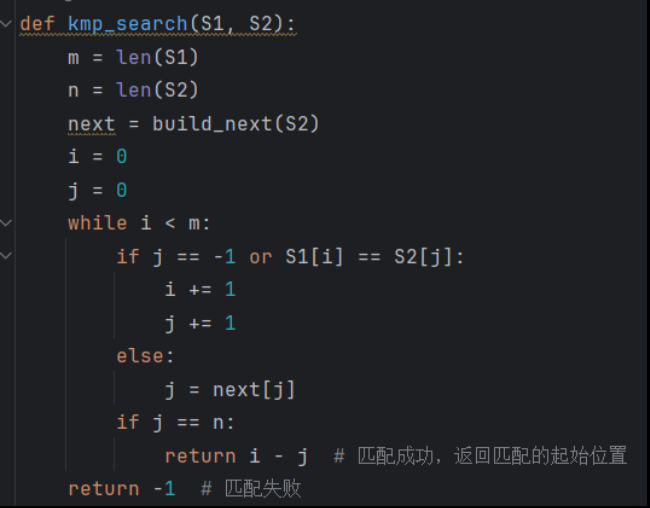 def kmp_search(S1, S2):
    m = len(S1)
    n = len(S2)
    next = build_next(S2)
    i = 0
    j = 0
    while i < m:
        if j == -1 or S1[i] == S2[j]:
            i += 1
            j += 1
        else:
            j = next[j]
        if j == n:
            return i - j  # 匹配成功，返回匹配的起始位置
    return -1  # 匹配失败